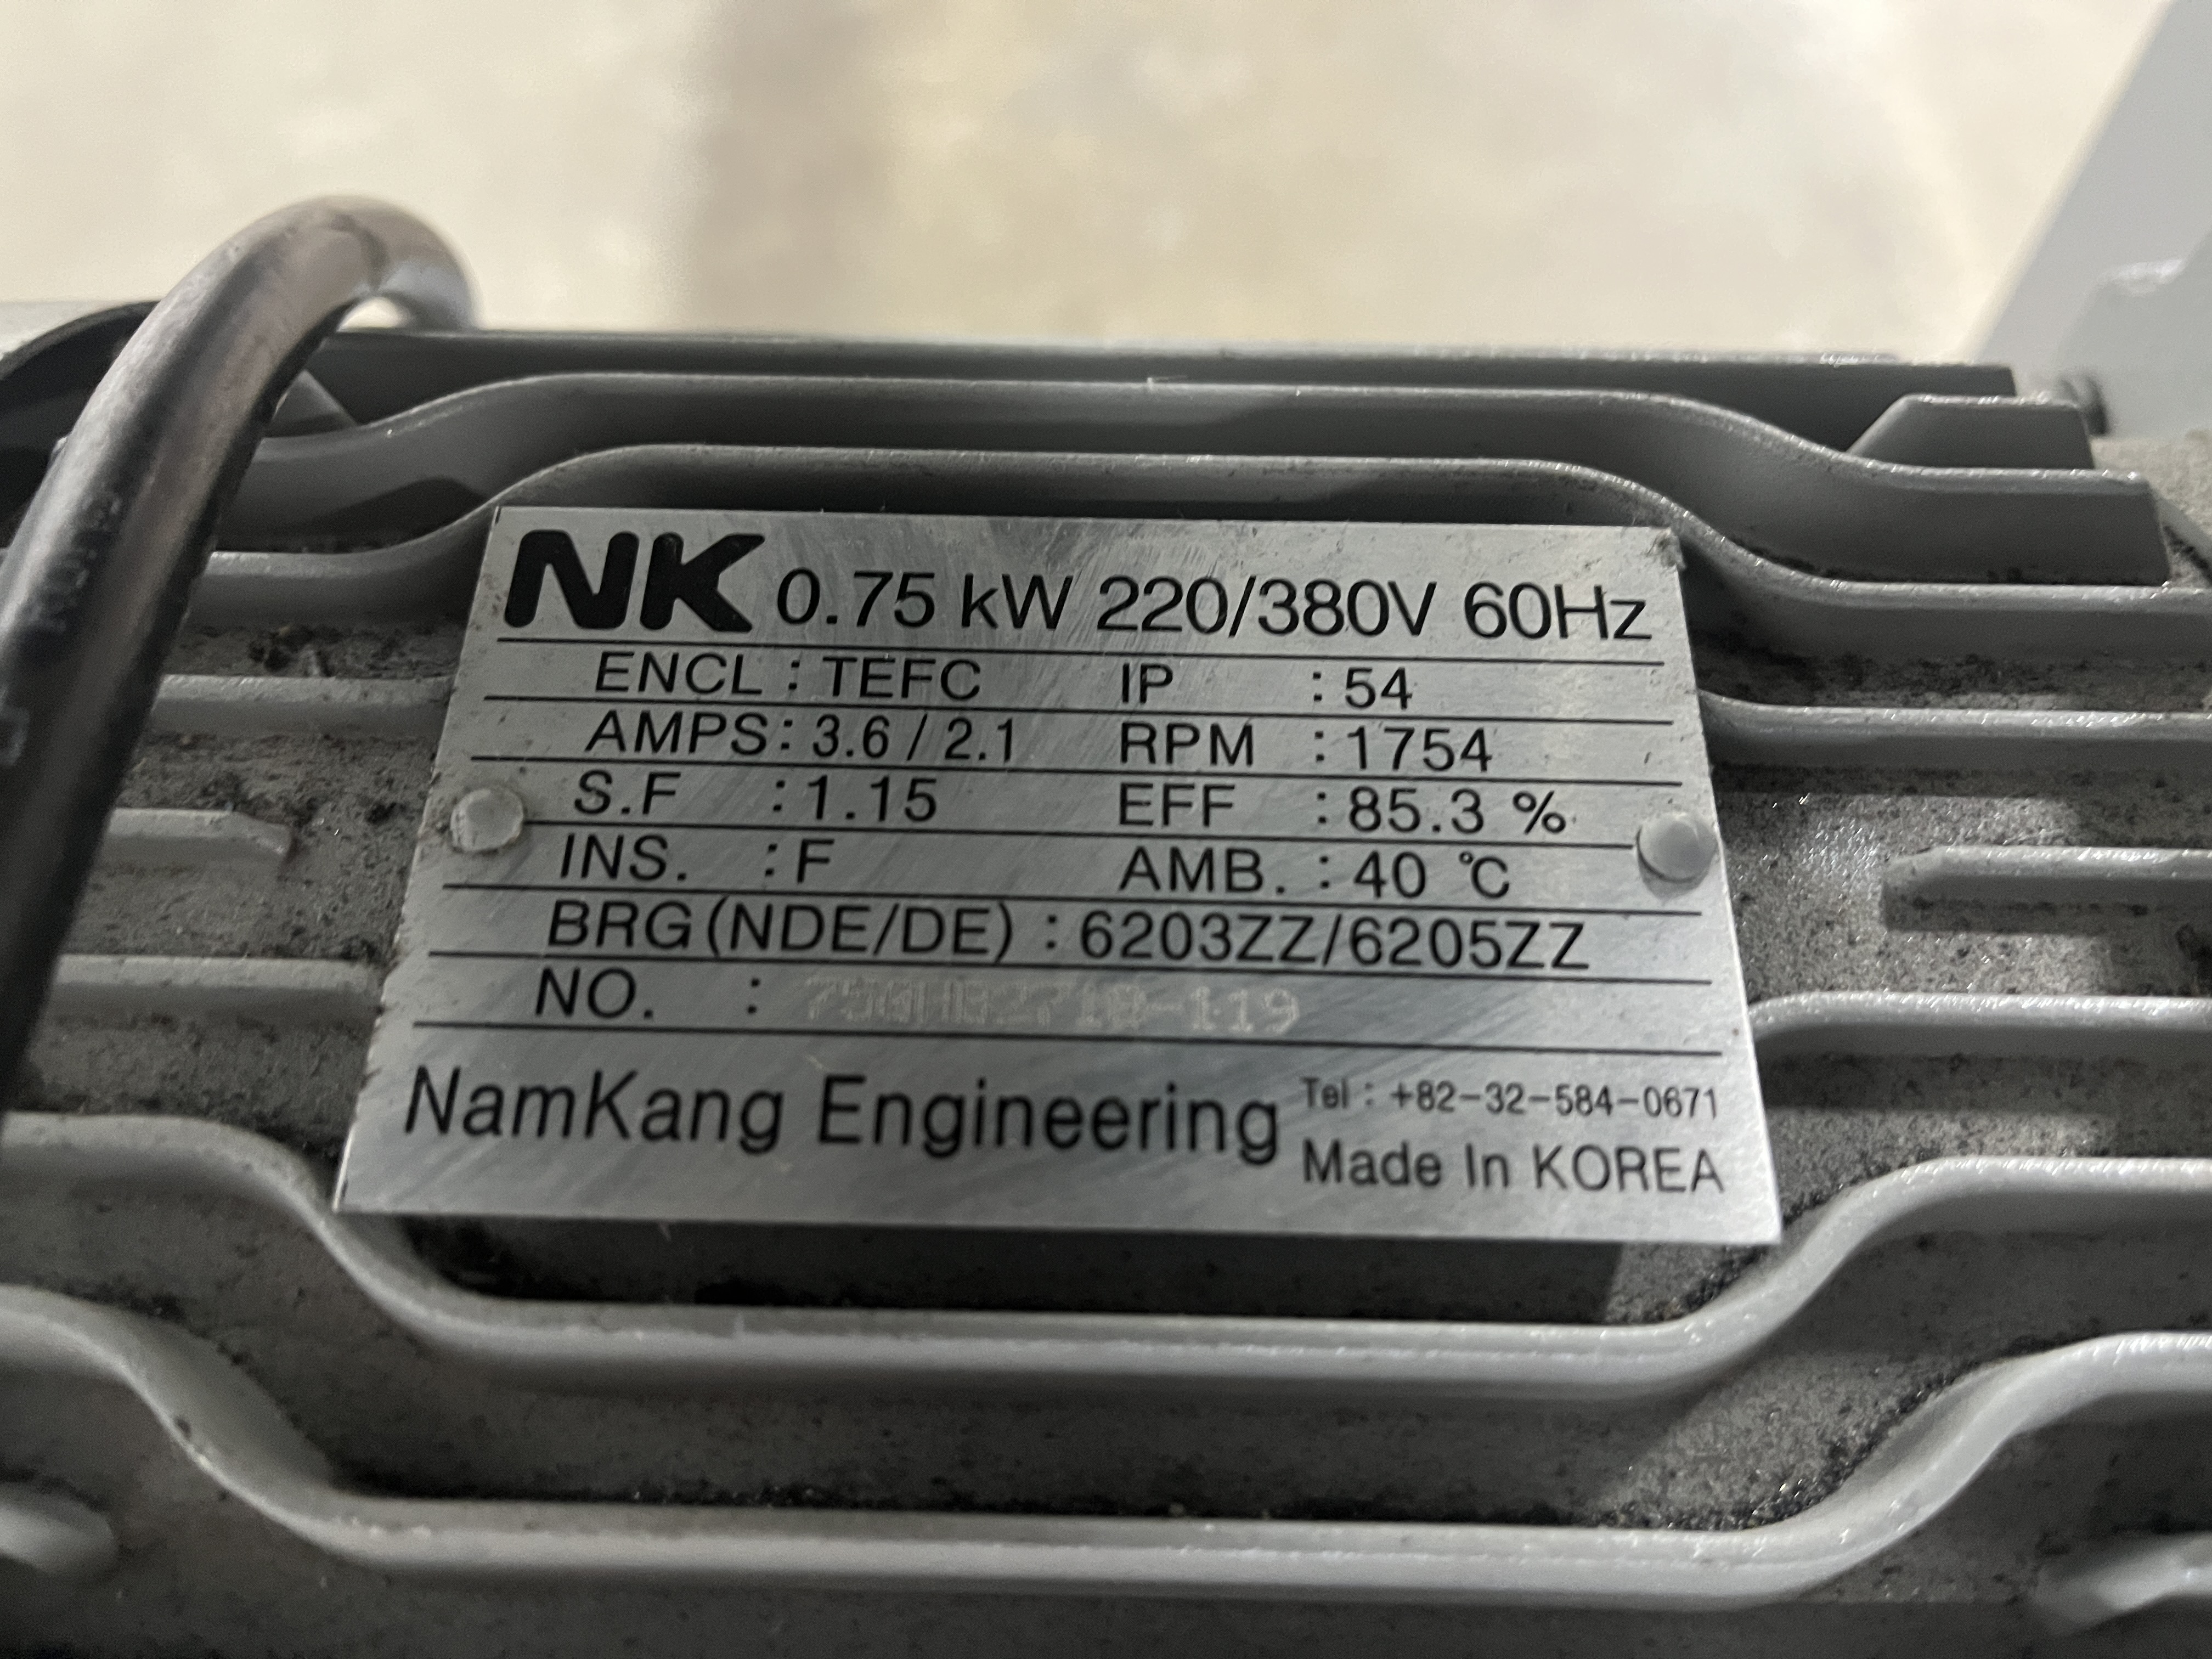 NK 0.75 kW 220/380V 60Hz
ENCL : TEFC IP : 54
AMPS : 3.6 / 2.1 RPM : 1754
S.F : 1.15 EFF : 85.3 %
INS. : F AMB. : 40 ℃
BRG(NDE/DE) : 6203ZZ/6205ZZ
NO. :
NamKang Engineering Tel : +82-32-584-0671
Made In KOREA